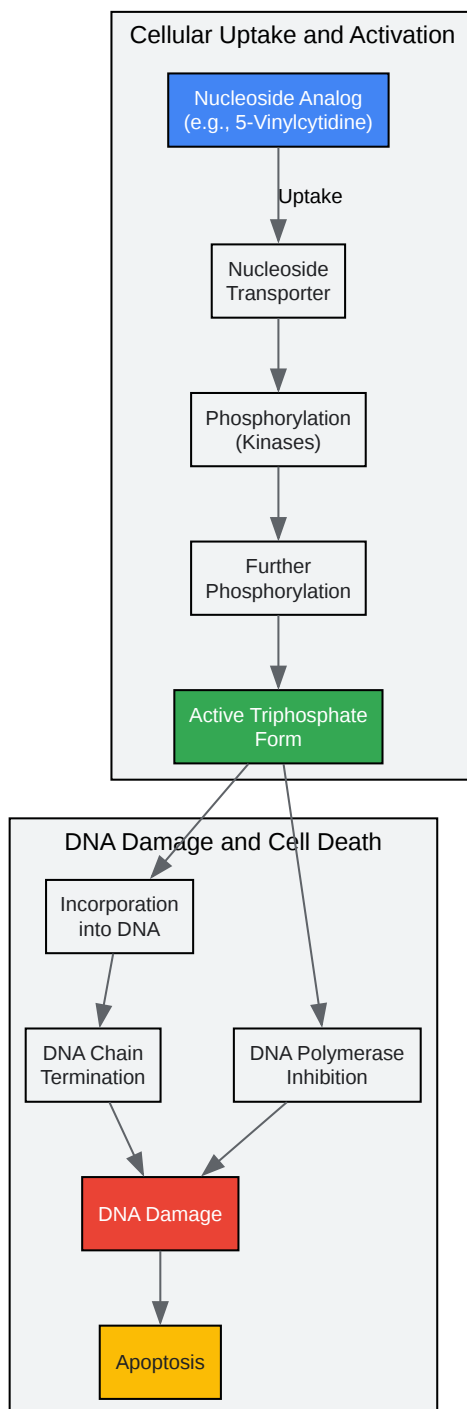 Cellular Uptake and Activation
Nucleoside Analog
(e.g., 5-Vinylcytidine)
Uptake
Nucleoside
Transporter
Phosphorylation
(Kinases)
Further
Phosphorylation
Active Triphosphate
Form
DNA Damage and Cell Death
Incorporation
into DNA
DNA Chain
Termination
DNA Polymerase
Inhibition
DNA Damage
Apoptosis